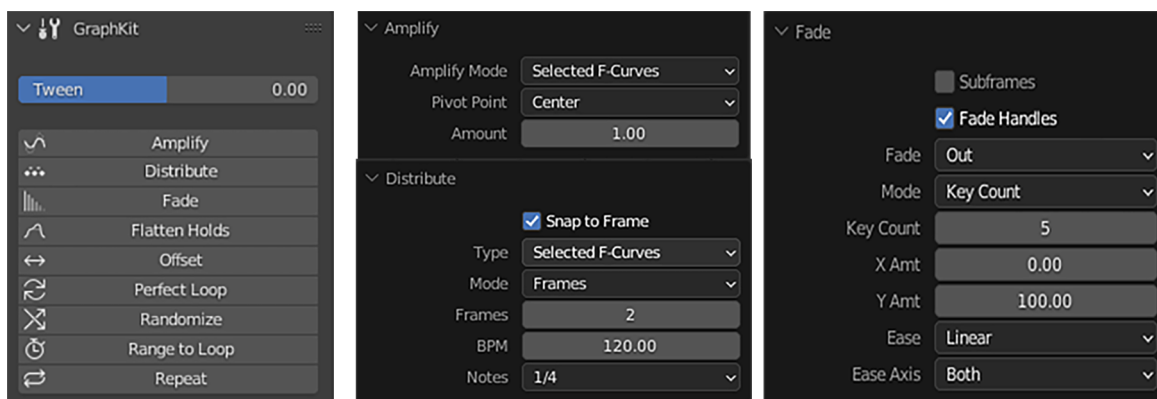 GraphKit
Tween 0.00
Amplify
Distribute
Fade
Flatten Holds
Offset
Perfect Loop
Randomize
Range to Loop
Repeat
Amplify
Amplify Mode Selected F-Curves
Pivot Point Center
Amount 1.00
Distribute
Snap to Frame
Type Selected F-Curves
Mode Frames
Frames 2
BPM 120.00
Notes 1/4
Fade
Subframes
Fade Handles
Fade Out
Mode Key Count
Key Count 5
X Amt 0.00
Y Amt 100.00
Ease Linear
Ease Axis Both